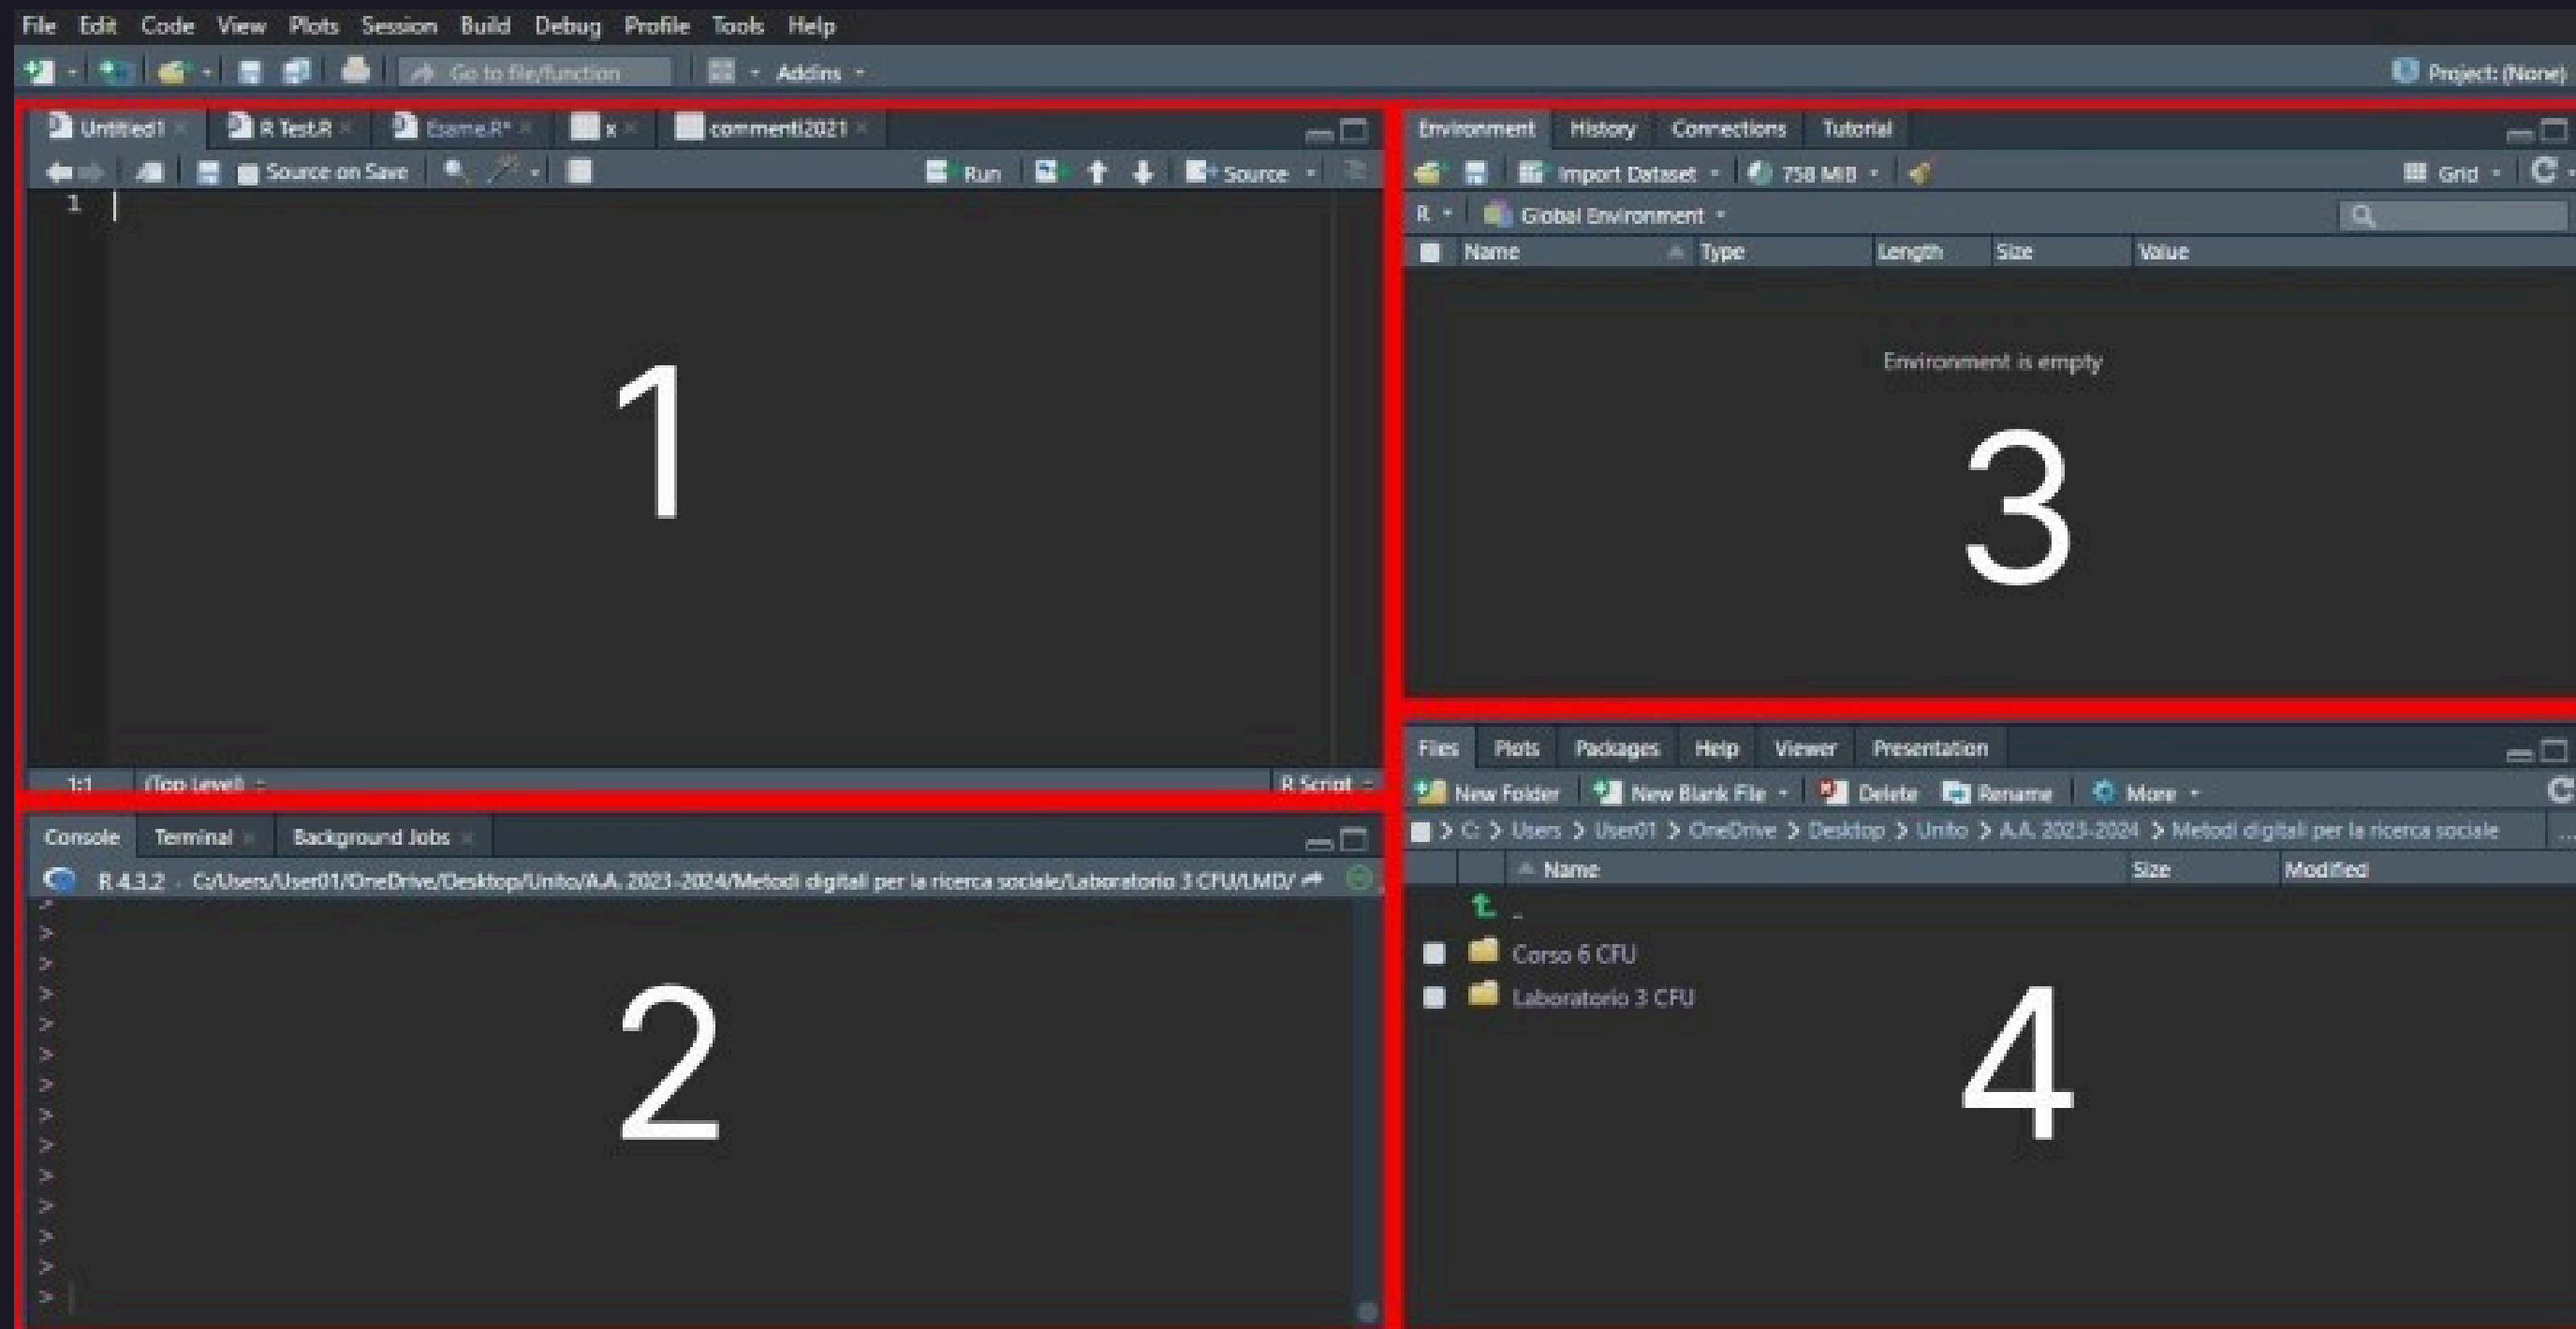 File Edit Code View Plots Session Build Debug Profile Tools Help
Go to file/function Addins
Project: (None)
Untitled1 R Test.R Esame.R* x commenti2021
Source on Save Run Source
1
1
1:1 (Top Level) R Script
Console Terminal Background Jobs
R 4.3.2 · C:/Users/User01/OneDrive/Desktop/Unito/A.A. 2023-2024/Metodi digitali per la ricerca sociale/Laboratorio 3 CFU/LMD/
>
>
>
>
>
>
>
>
>
>
>
>
>
>
2
Environment History Connections Tutorial
Import Dataset 758 MiB Grid
R Global Environment
Name Type Length Size Value
Environment is empty
3
Files Plots Packages Help Viewer Presentation
New Folder New Blank File Delete Rename More
C: > Users > User01 > OneDrive > Desktop > Unito > A.A. 2023-2024 > Metodi digitali per la ricerca sociale ...
Name Size Modified
..
Corso 6 CFU
Laboratorio 3 CFU
4